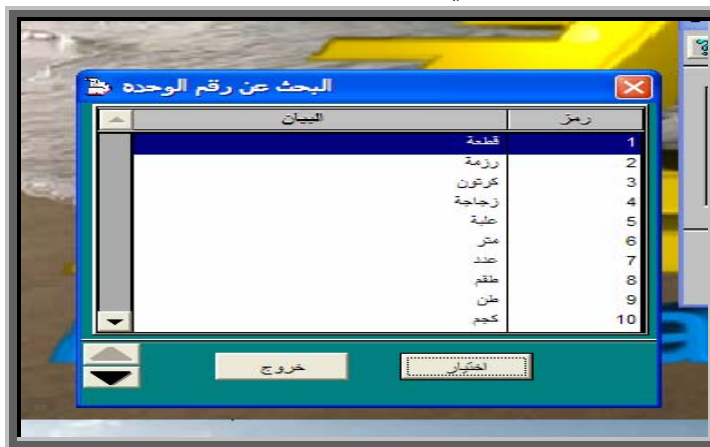 البحث عن رقم الوحده
رمز البيان
1 قطعة
2 رزمة
3 كرتون
4 زجاجة
5 علبة
6 متر
7 عدد
8 طقم
9 طن
10 كجم
اختيار خروج